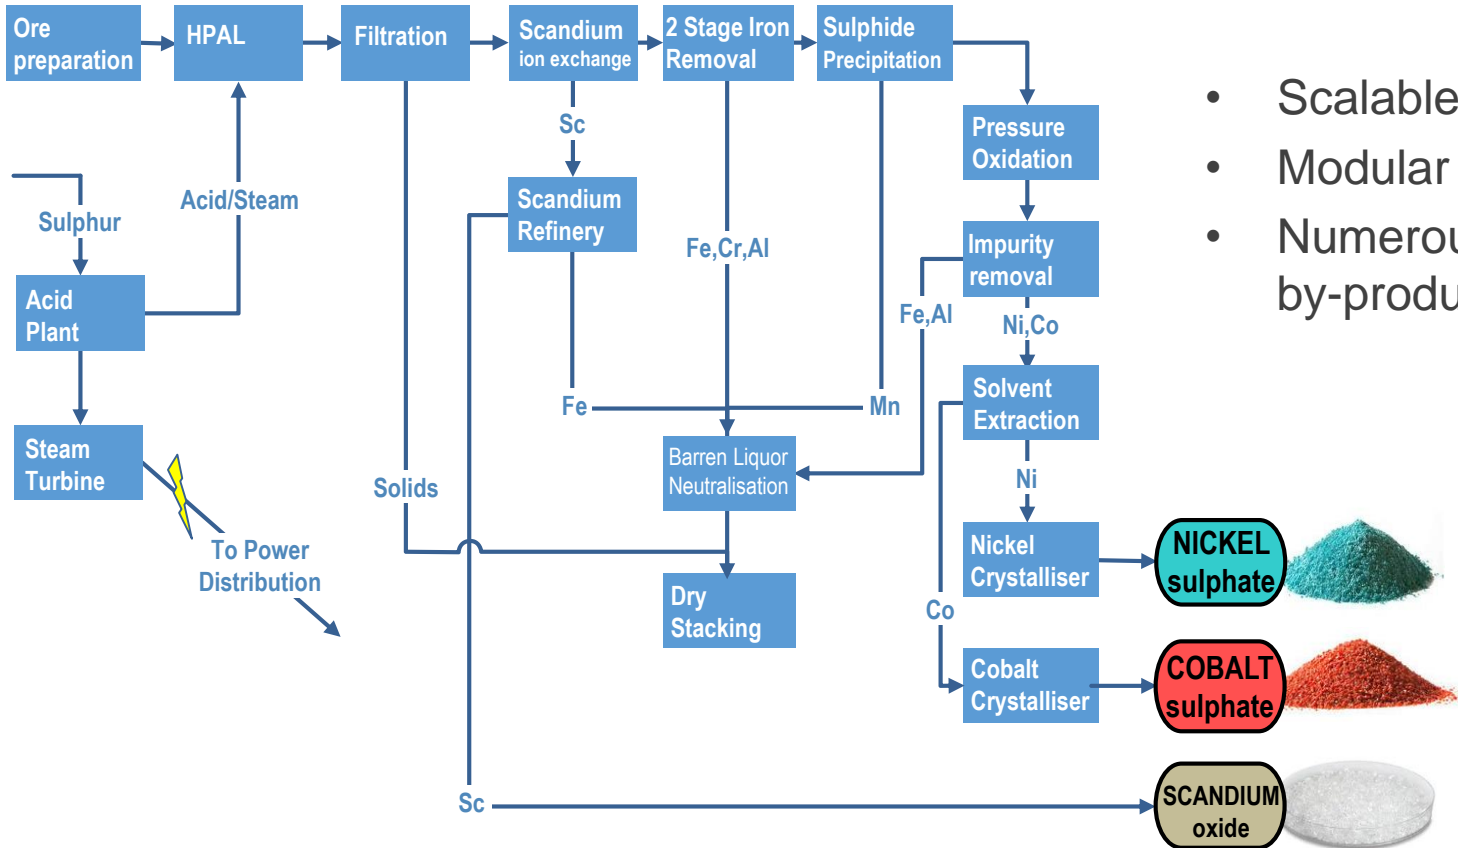 Ore
preparation
HPAL
Filtration
Scandium
ion exchange
2 Stage Iron
Removal
Sulphide
Precipitation
Sc
Pressure
Oxidation
Scandium
Refinery
Acid/Steam
Sulphur
Fe,Cr,Al
Impurity
removal
Acid
Plant
Fe,Al
Ni,Co
Solvent
Extraction
Fe
Mn
Steam
Turbine
Solids
Barren Liquor
Neutralisation
Ni
To Power
Distribution
Nickel
Crystalliser
NICKEL
sulphate
Dry
Stacking
Co
Cobalt
Crystalliser
COBALT
sulphate
Sc
SCANDIUM
oxide
• Scalable
• Modular
•